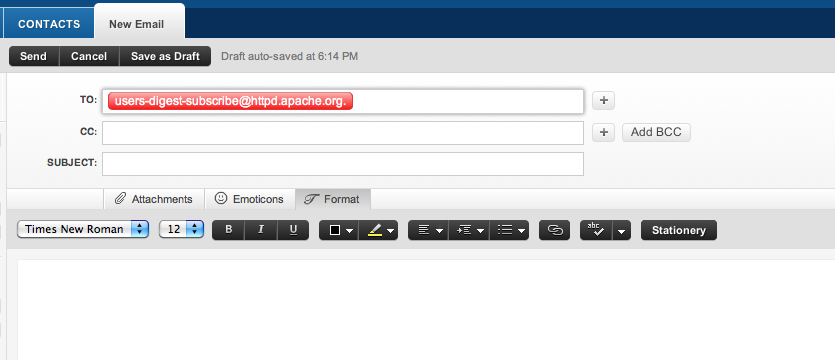 CONTACTS New Email
Send Cancel Save as Draft Draft auto-saved at 6:14 PM
TO: users-digest-subscribe@httpd.apache.org. +
CC: + Add BCC
SUBJECT:
Attachments Emoticons Format
Times New Roman 12 B I U abc Stationery